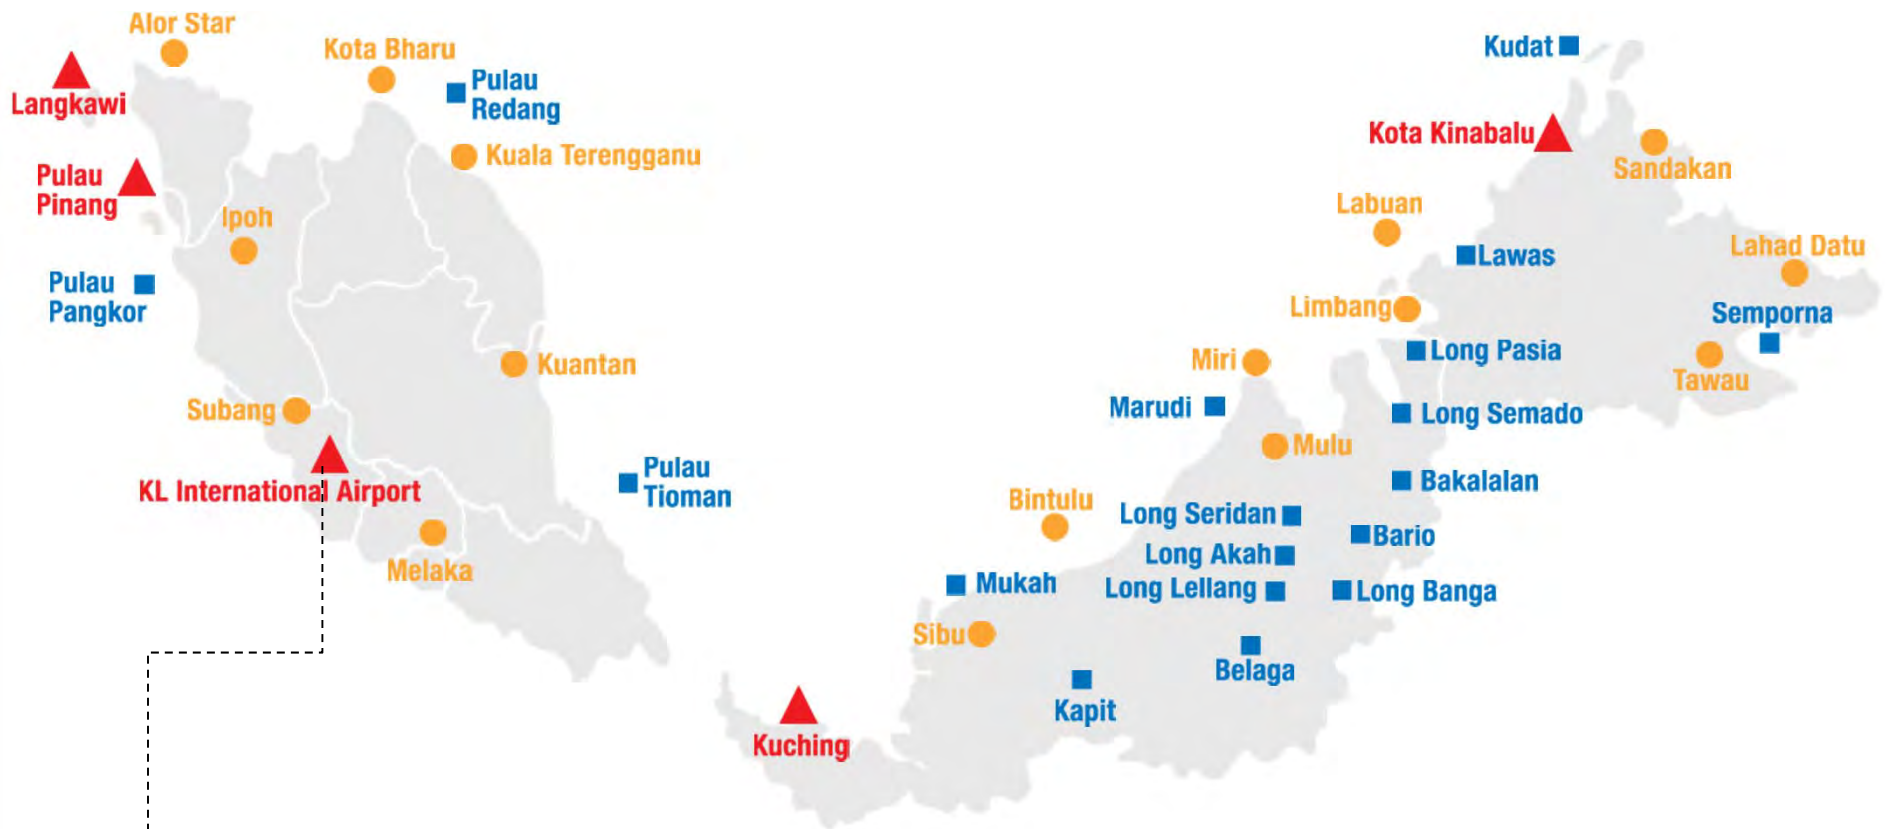 Alor Star
Kota Bharu
Pulau
Redang
Langkawi
Kuala Terengganu
Pulau
Pinang
Ipoh
Pulau
Pangkor
Kuantan
Subang
KL International Airport
Pulau
Tioman
Melaka
Kudat
Kota Kinabalu
Sandakan
Labuan
Lawas
Lahad Datu
Limbang
Semporna
Miri
Long Pasia
Tawau
Marudi
Long Semado
Mulu
Bakalalan
Bintulu
Long Seridan
Bario
Long Akah
Mukah
Long Lellang
Long Banga
Sibu
Belaga
Kapit
Kuching